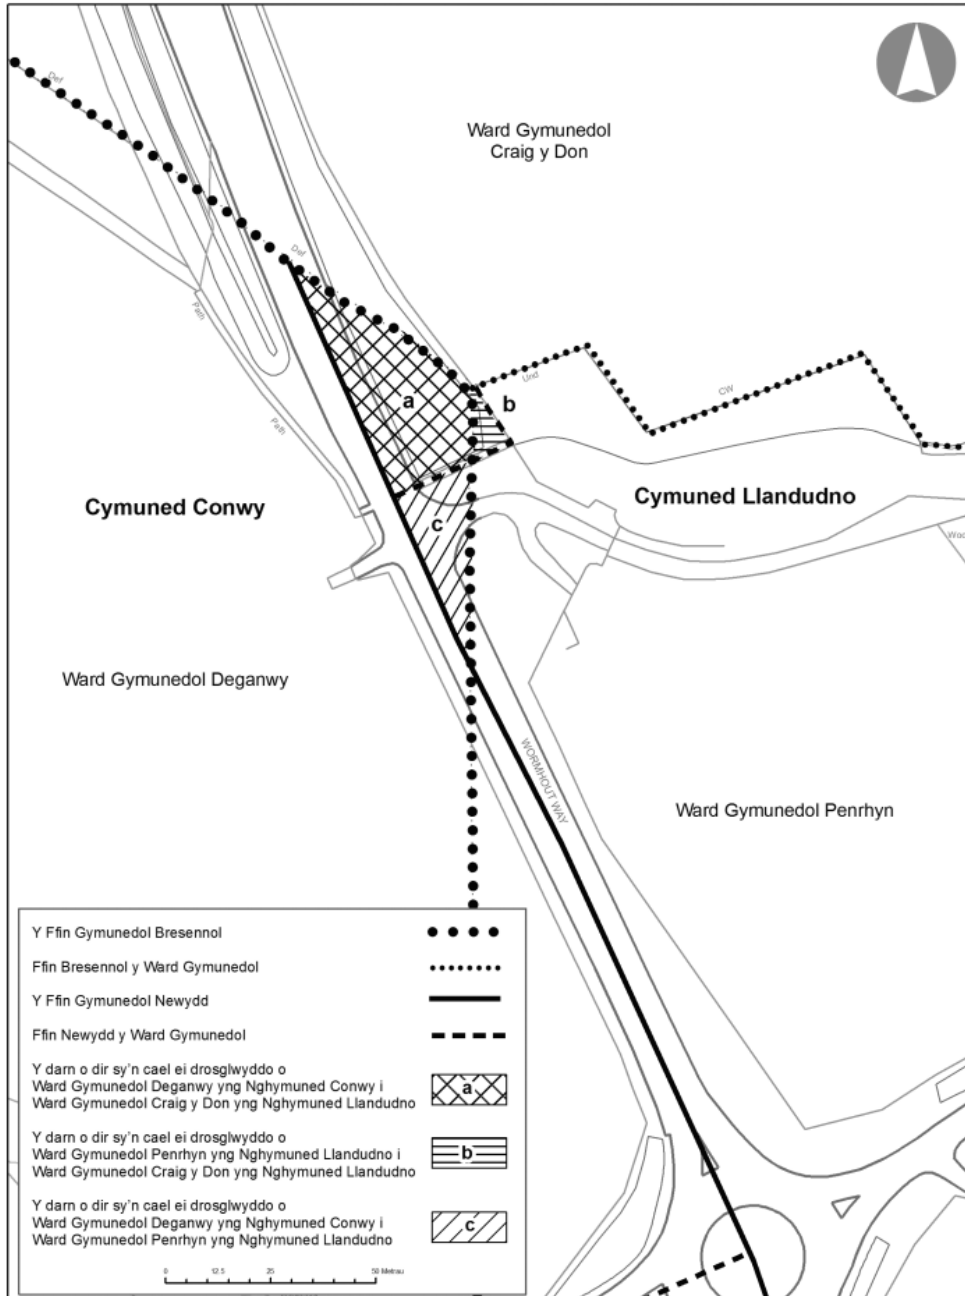 Def
Ward Gymunedol
Craig y Don
Def
Path
Und
CW
a
b
Path
Cymuned Conwy
Cymuned Llandudno
c
Ward Gymunedol Deganwy
WORMHOUT WAY
Ward Gymunedol Penrhyn
Y Ffin Gymunedol Bresennol
Ffin Bresennol y Ward Gymunedol
Y Ffin Gymunedol Newydd
Ffin Newydd y Ward Gymunedol
Y darn o dir sy'n cael ei drosglwyddo o
Ward Gymunedol Deganwy yng Nghymuned Conwy i
Ward Gymunedol Craig y Don yng Nghymuned Llandudno
a
Y darn o dir sy'n cael ei drosglwyddo o
Ward Gymunedol Penrhyn yng Nghymuned Llandudno i
Ward Gymunedol Craig y Don yng Nghymuned Llandudno
b
Y darn o dir sy'n cael ei drosglwyddo o
Ward Gymunedol Deganwy yng Nghymuned Conwy i
Ward Gymunedol Penrhyn yng Nghymuned Llandudno
c
0 12.5 25 50 Metrau